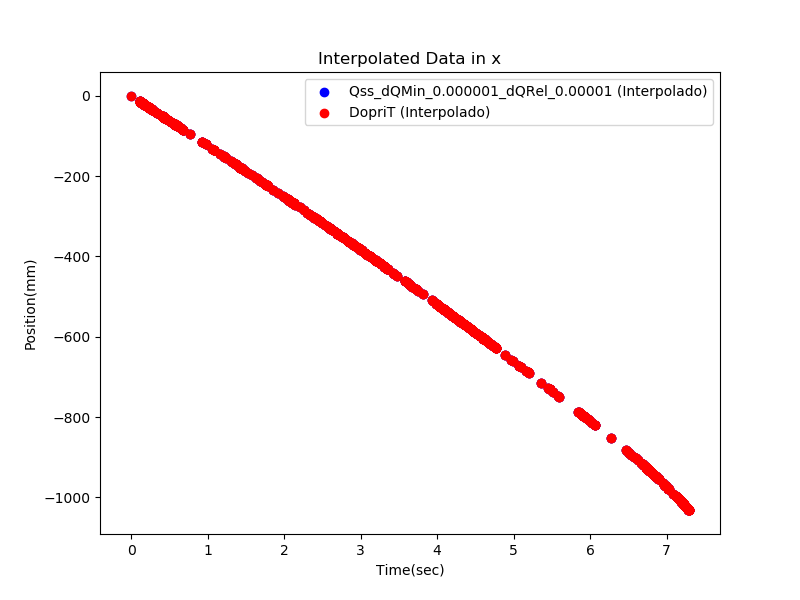 Interpolated Data in x
Qss_dQMin_0.000001_dQRel_0.00001 (Interpolado)
DopriT (Interpolado)
0
−200
−400
−600
−800
−1000
Position(mm)
0 1 2 3 4 5 6 7
Time(sec)